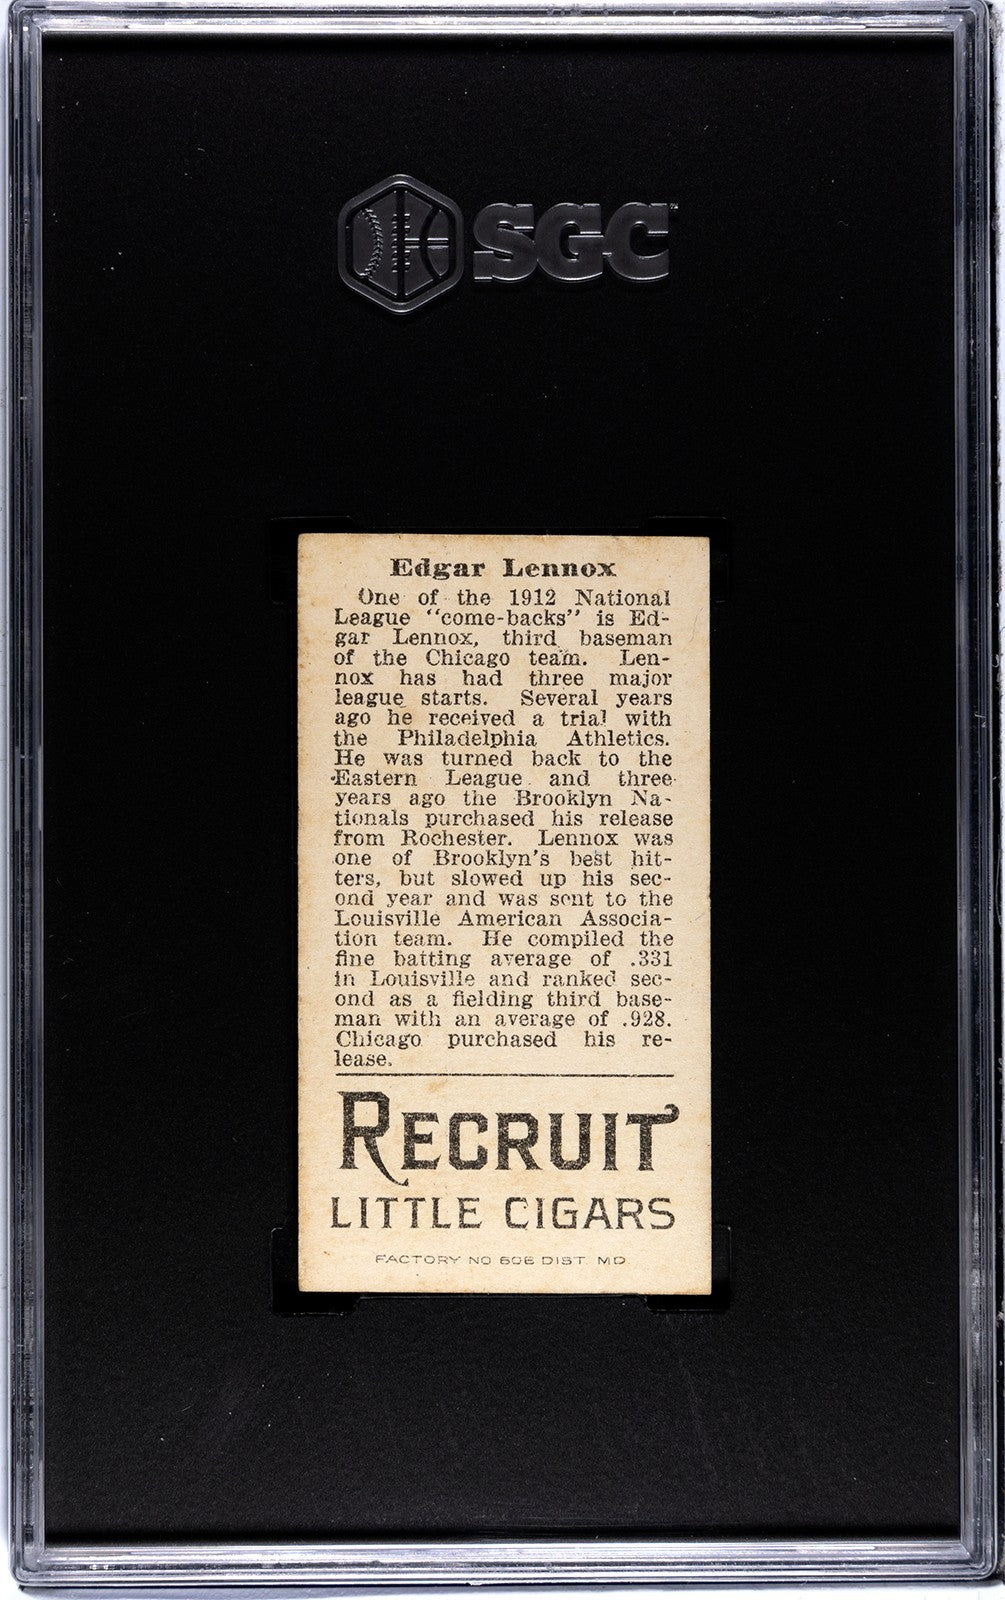 SGC™
Edgar Lennox
One of the 1912 National
League "come-backs" is Ed-
gar Lennox, third baseman
of the Chicago team. Len-
nox has had three major
league starts. Several years
ago he received a trial with
the Philadelphia Athletics.
He was turned back to the
Eastern League and three
years ago the Brooklyn Na-
tionals purchased his release
from Rochester. Lennox was
one of Brooklyn's best hit-
ters, but slowed up his sec-
ond year and was sent to the
Louisville American Associa-
tion team. He compiled the
fine batting average of .331
in Louisville and ranked sec-
ond as a fielding third base-
man with an average of .928.
Chicago purchased his re-
lease.
RECRUIT
LITTLE CIGARS
FACTORY NO 606 DIST. MD